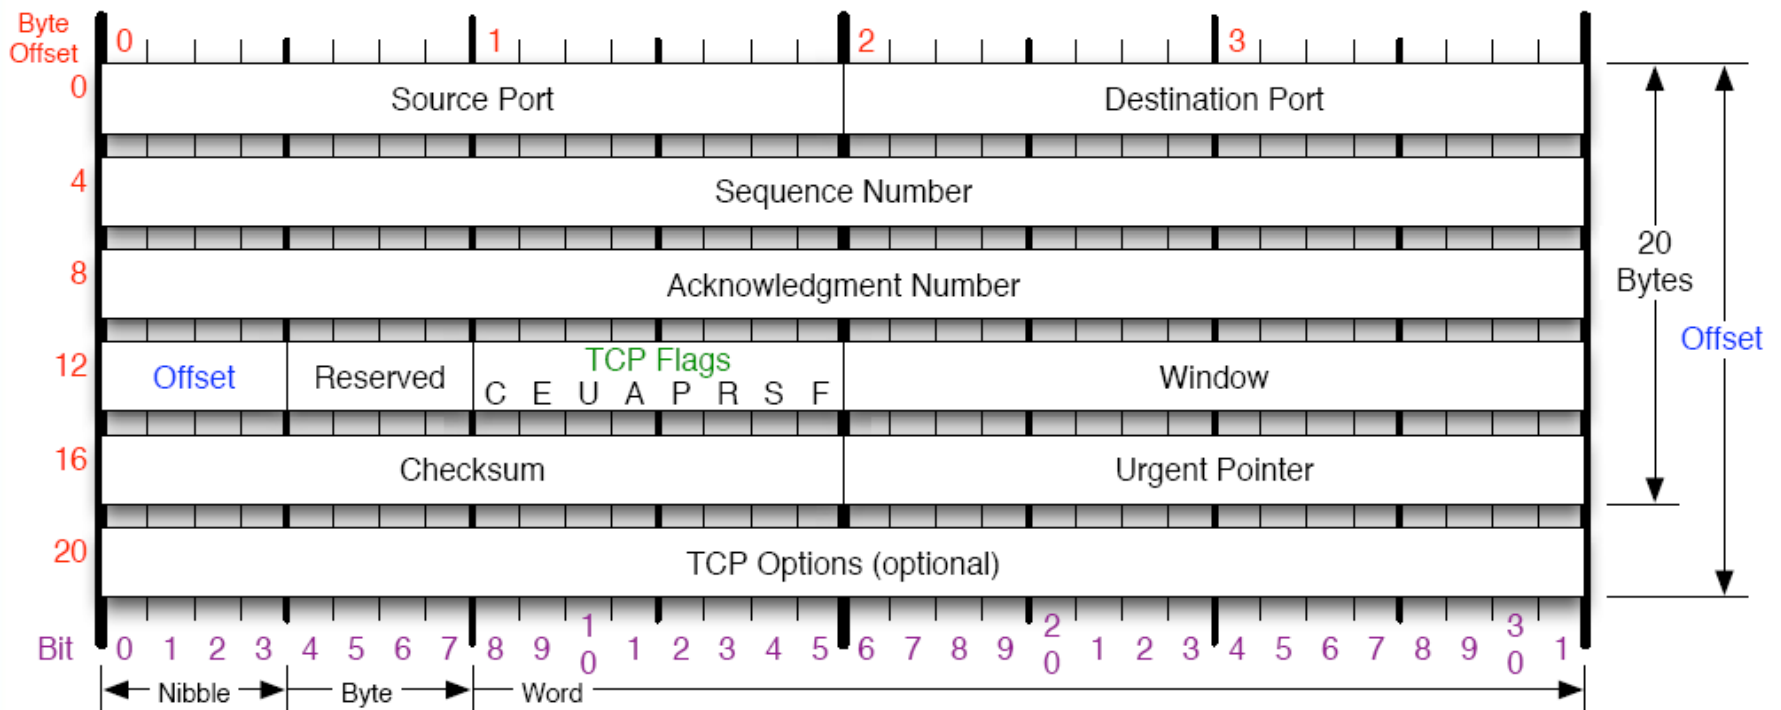 Byte
Offset
0 1 2 3
0 Source Port Destination Port
4 Sequence Number
8 Acknowledgment Number
20
Bytes
Offset
12 Offset Reserved TCP Flags Window
C E U A P R S F
16 Checksum Urgent Pointer
20 TCP Options (optional)
Bit 0 1 2 3 4 5 6 7 8 9 10 1 2 3 4 5 6 7 8 9 20 1 2 3 4 5 6 7 8 9 30 1
Nibble Byte Word